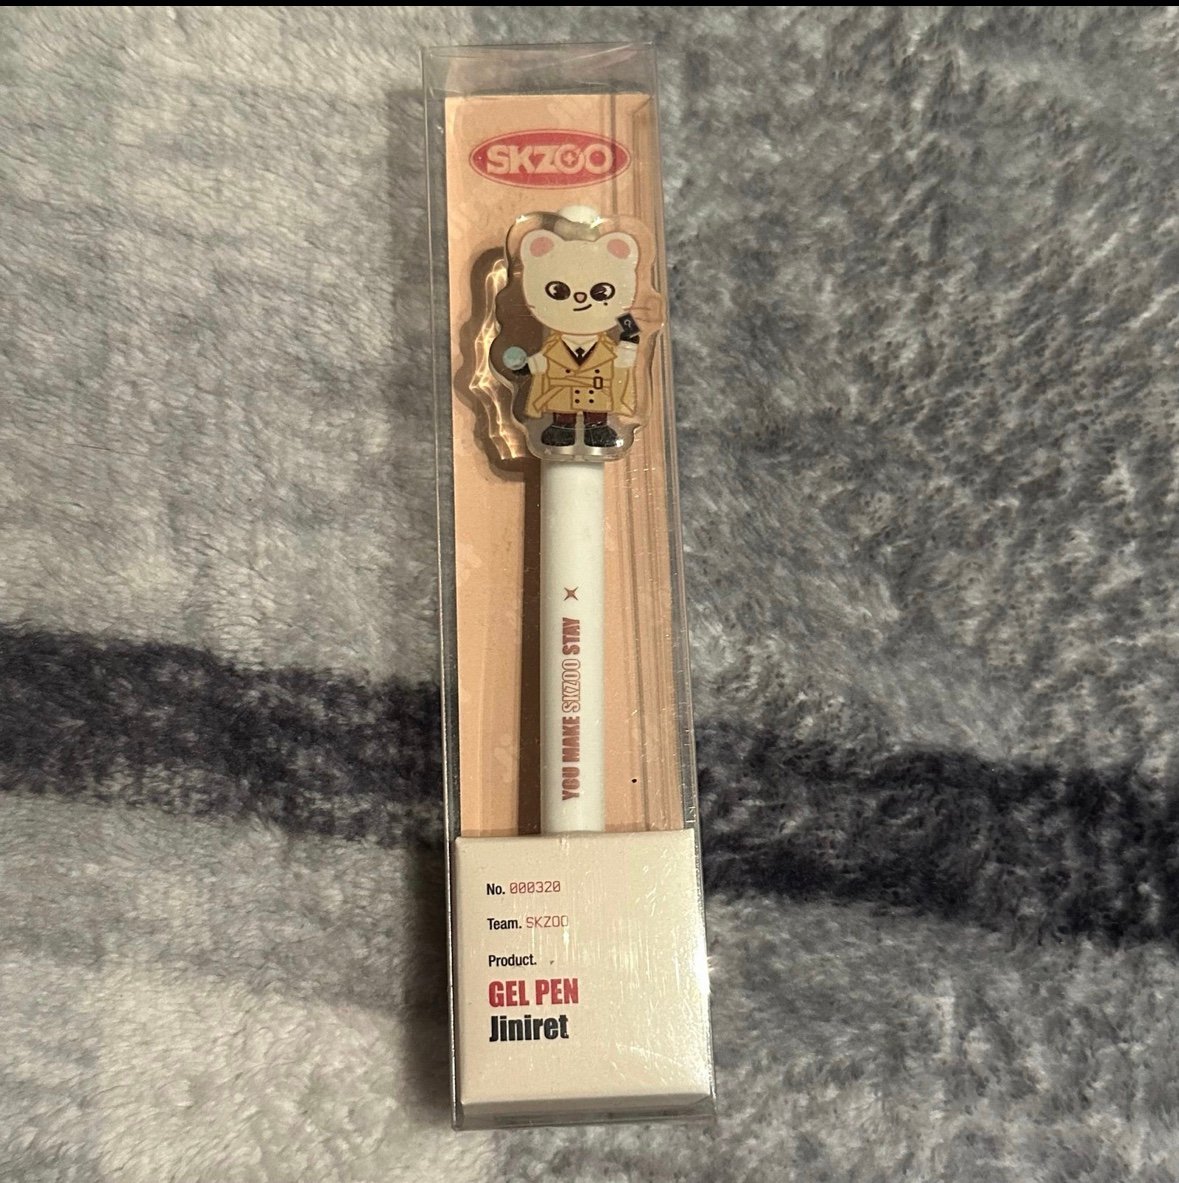 SKZOO
YOU MAKE SKZOO STAY
No. 000320
Team. SKZOO
Product.
GEL PEN
Jiniret